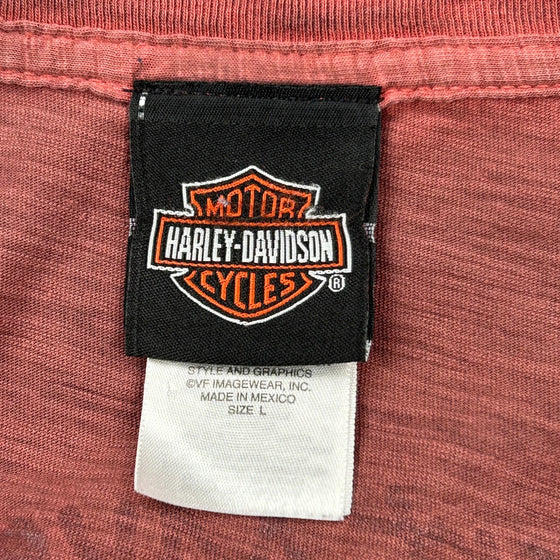 MOTOR
HARLEY-DAVIDSON
CYCLES
®
STYLE AND GRAPHICS
©VF IMAGEWEAR, INC.
MADE IN MEXICO
SIZE L